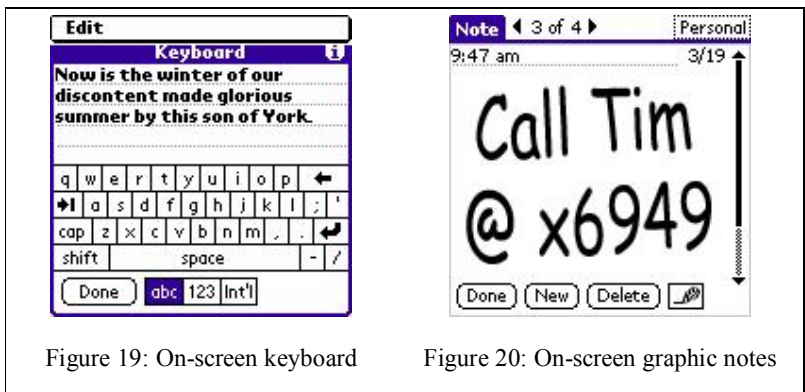 Edit
Keyboard i
Now is the winter of our
discontent made glorious
summer by this son of York.
q w e r t y u i o p
a s d f g h j k l ; '
cap z x c v b n m , .
shift space - /
Done abc 123 Int'l
Figure 19: On-screen keyboard
Note 3 of 4 Personal
9:47 am 3/19
Call Tim
@ x6949
Done New Delete
Figure 20: On-screen graphic notes